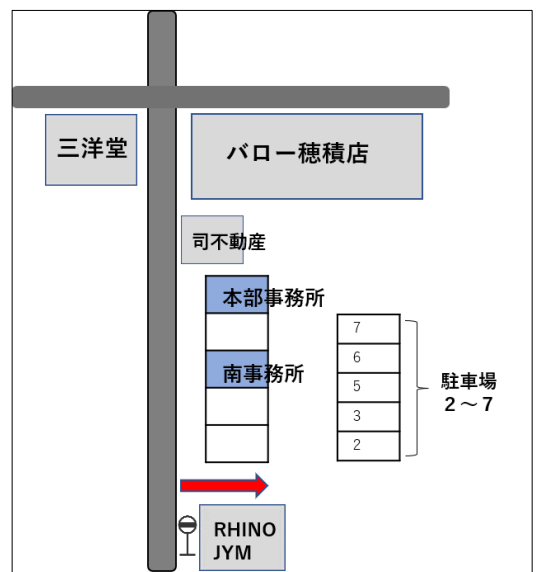 三洋堂
バロー穂積店
司不動産
本部事務所
南事務所
7
6
5
3
2
駐車場
2～7
RHINO
JYM